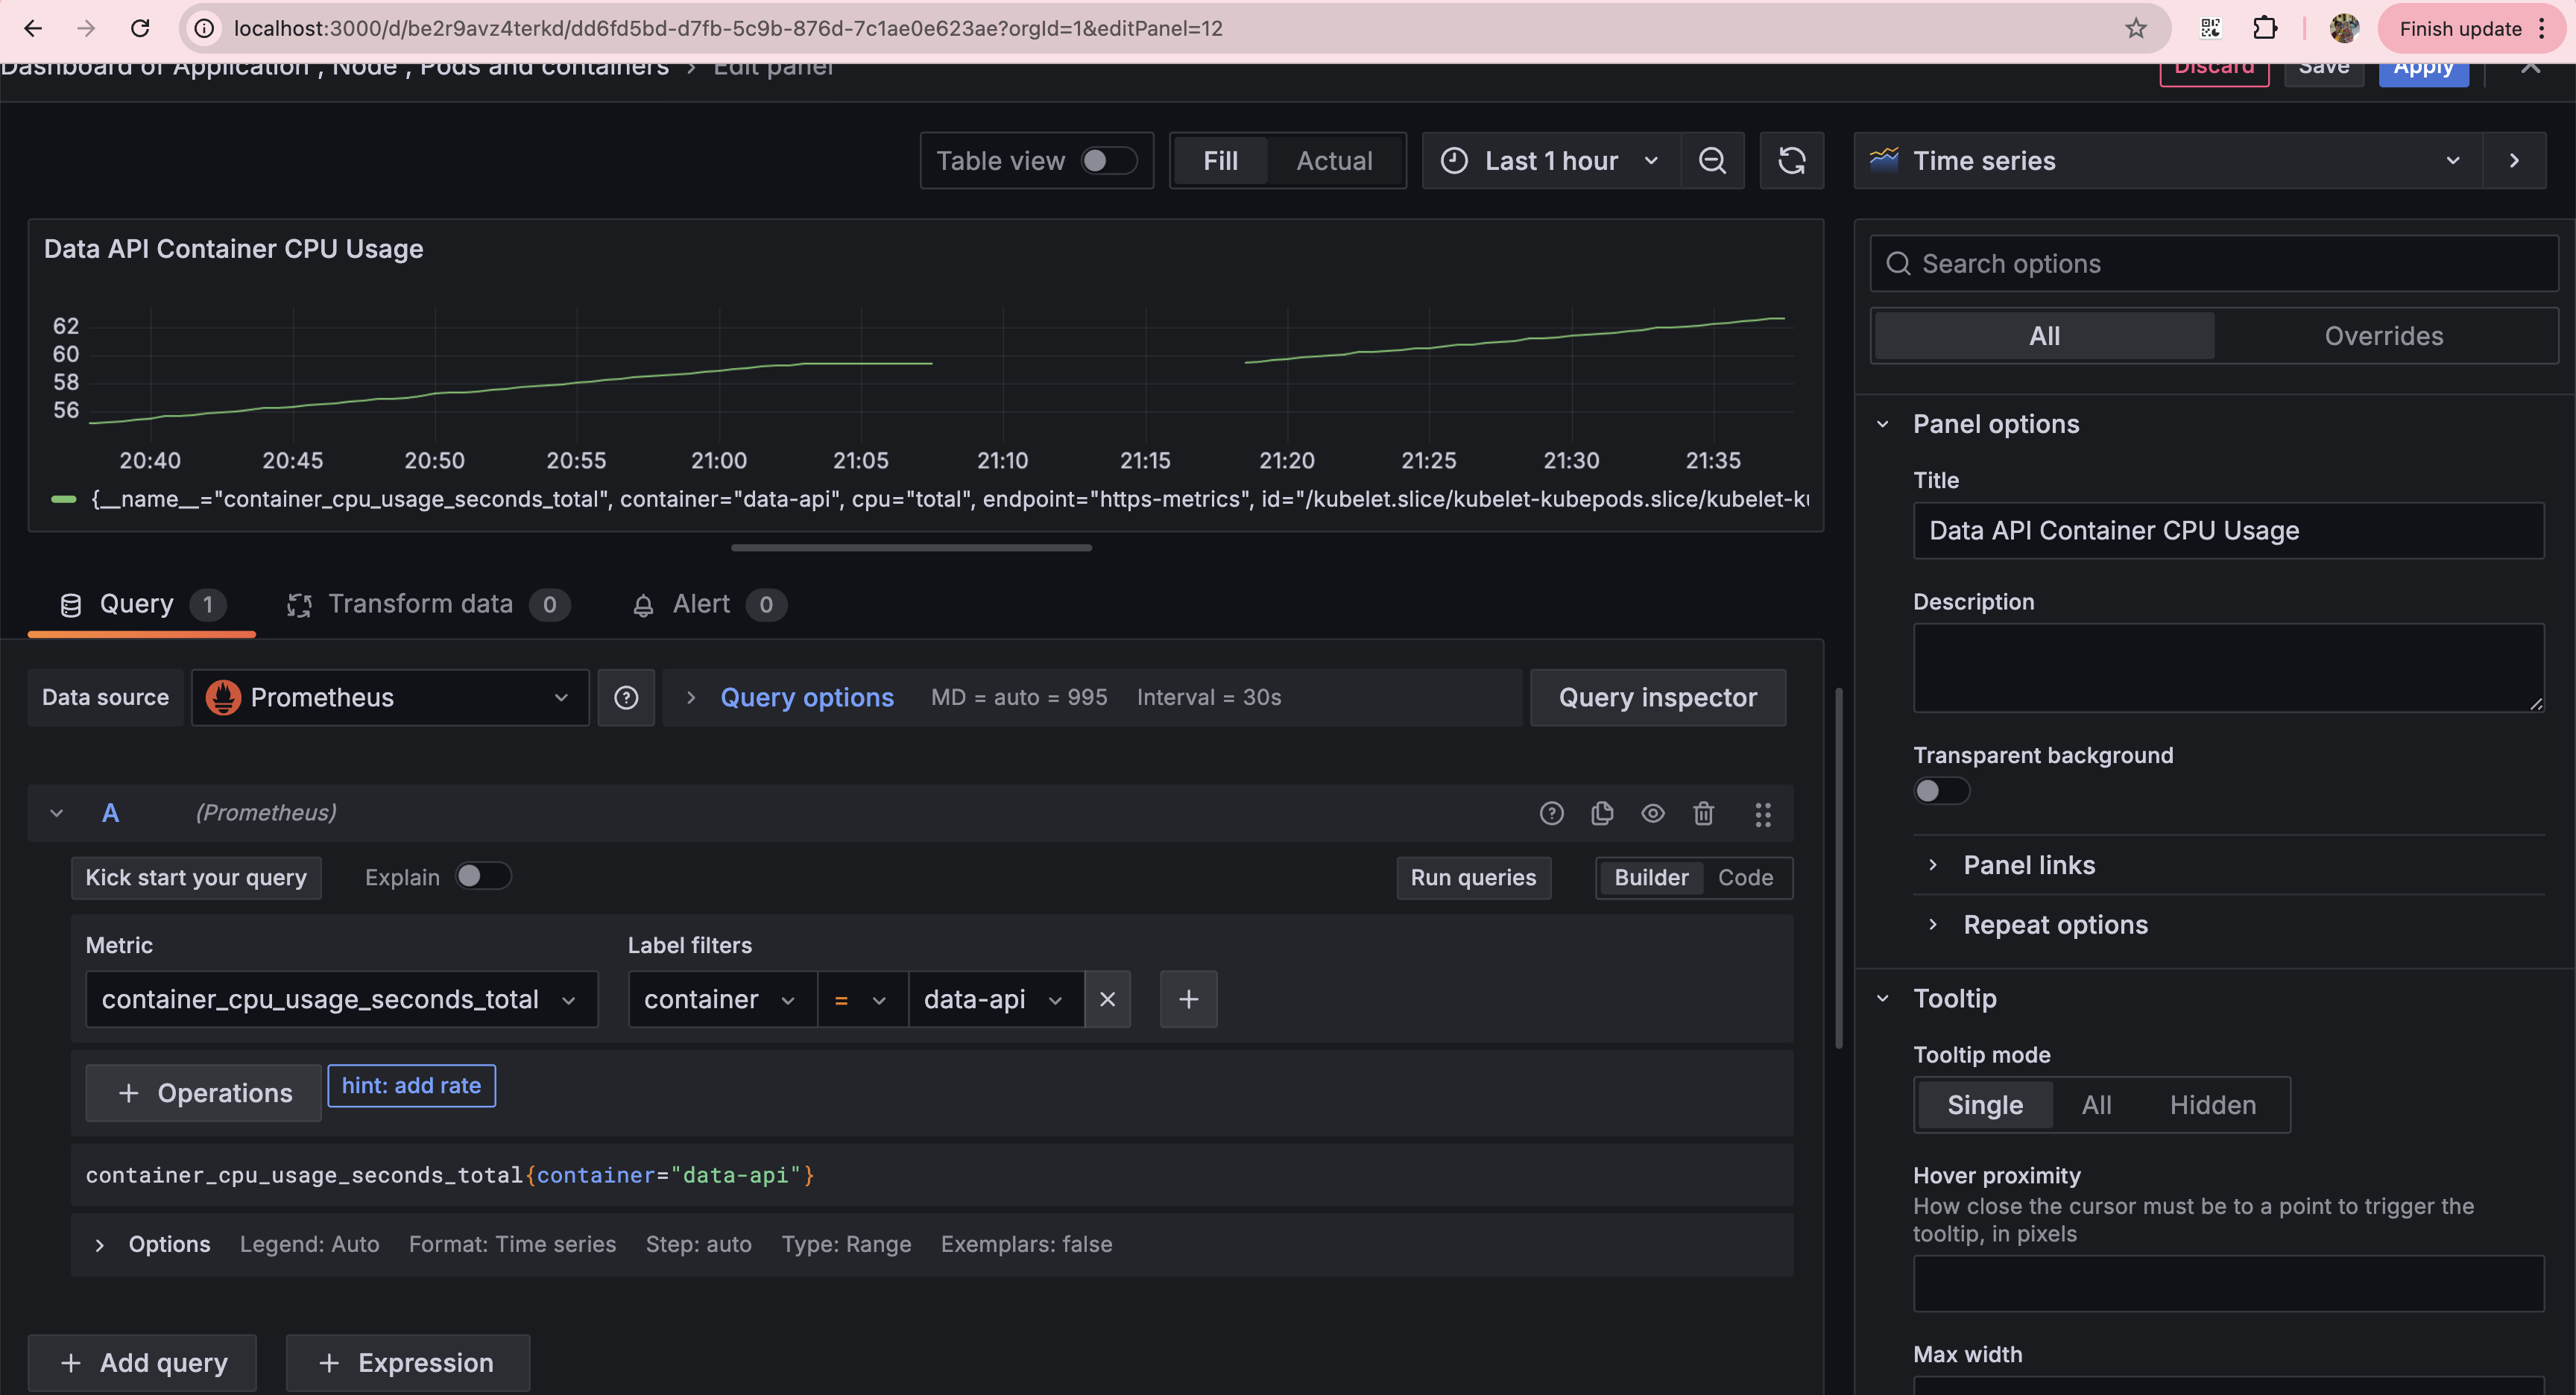 localhost:3000/d/be2r9avz4terkd/dd6fd5bd-d7fb-5c9b-876d-7c1ae0e623ae?orgId=1&editPanel=12
Finish update
Dashboard of Application , Node , Pods and containers › Edit panel
Discard Save Apply
Table view Fill Actual Last 1 hour
Time series
Data API Container CPU Usage
62
60
58
56
20:40 20:45 20:50 20:55 21:00 21:05 21:10 21:15 21:20 21:25 21:30 21:35
{__name__="container_cpu_usage_seconds_total", container="data-api", cpu="total", endpoint="https-metrics", id="/kubelet.slice/kubelet-kubepods.slice/kubelet-ku
Query 1 Transform data 0 Alert 0
Data source Prometheus Query options MD = auto = 995 Interval = 30s Query inspector
A (Prometheus)
Kick start your query Explain Run queries Builder Code
Metric Label filters
container_cpu_usage_seconds_total container = data-api
+ Operations hint: add rate
container_cpu_usage_seconds_total{container="data-api"}
Options Legend: Auto Format: Time series Step: auto Type: Range Exemplars: false
+ Add query + Expression
Search options
All Overrides
Panel options
Title
Data API Container CPU Usage
Description
Transparent background
Panel links
Repeat options
Tooltip
Tooltip mode
Single All Hidden
Hover proximity
How close the cursor must be to a point to trigger the
tooltip, in pixels
Max width